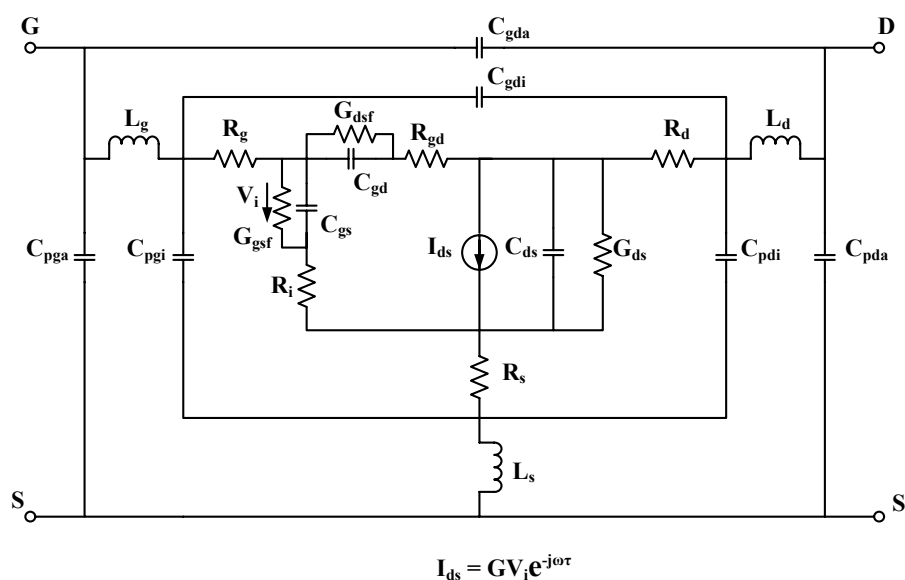 G
C_gda
D
C_gdi
L_g
G_dsf
L_d
R_g
R_gd
R_d
C_gd
V_i
C_gs
G_gsf
C_pga
C_pgi
I_ds
C_ds
G_ds
C_pdi
C_pda
R_i
R_s
L_s
S
S
I_ds = GV_ie^-jωτ